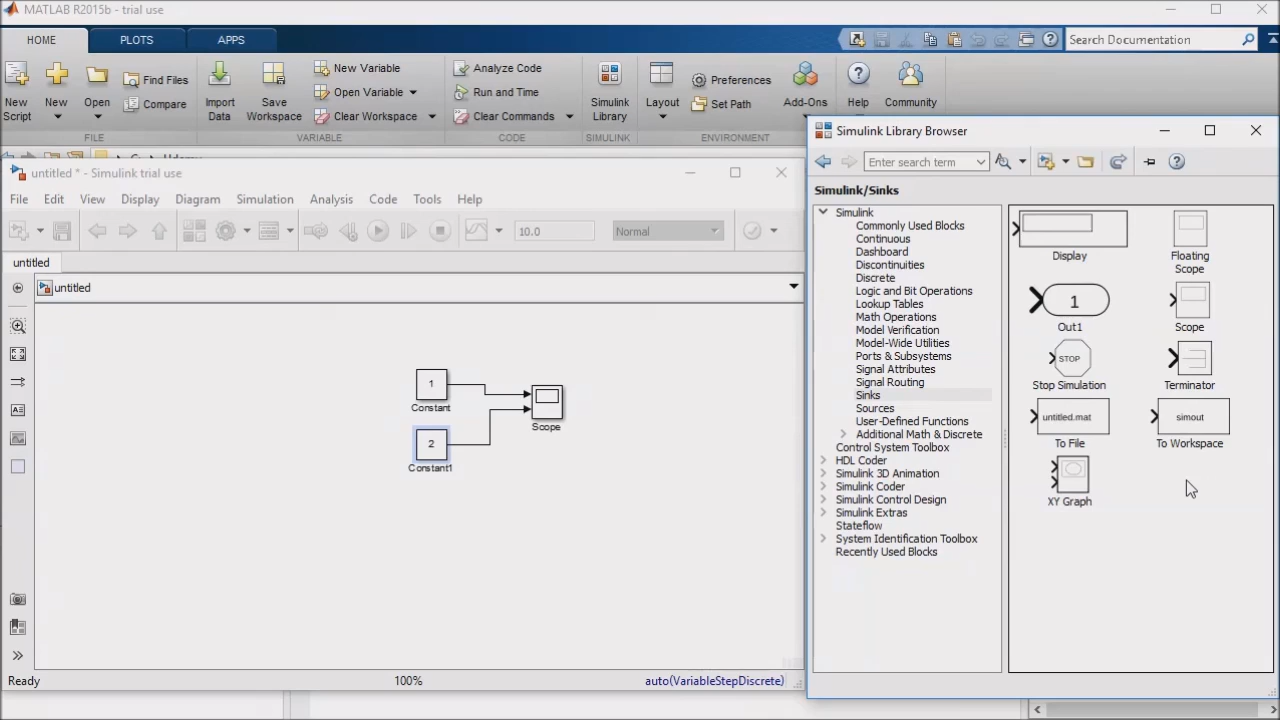 MATLAB R2015b - trial use
HOME PLOTS APPS
Search Documentation
New Script
New
Open
Find Files
Compare
Import Data
Save Workspace
New Variable
Open Variable
Clear Workspace
Analyze Code
Run and Time
Clear Commands
Simulink Library
Layout
Preferences
Set Path
Add-Ons
Help
Community
FILE VARIABLE CODE SIMULINK ENVIRONMENT
untitled * - Simulink trial use
File Edit View Display Diagram Simulation Analysis Code Tools Help
10.0 Normal
untitled
untitled
1
Constant
2
Constant1
Scope
Ready 100% auto(VariableStepDiscrete)
Simulink Library Browser
Enter search term
Simulink/Sinks
Simulink
Commonly Used Blocks
Continuous
Dashboard
Discontinuities
Discrete
Logic and Bit Operations
Lookup Tables
Math Operations
Model Verification
Model-Wide Utilities
Ports & Subsystems
Signal Attributes
Signal Routing
Sinks
Sources
User-Defined Functions
Additional Math & Discrete
Control System Toolbox
HDL Coder
Simulink 3D Animation
Simulink Coder
Simulink Control Design
Simulink Extras
Stateflow
System Identification Toolbox
Recently Used Blocks
Display
Floating Scope
1
Out1
Scope
STOP
Stop Simulation
Terminator
untitled.mat
To File
simout
To Workspace
XY Graph